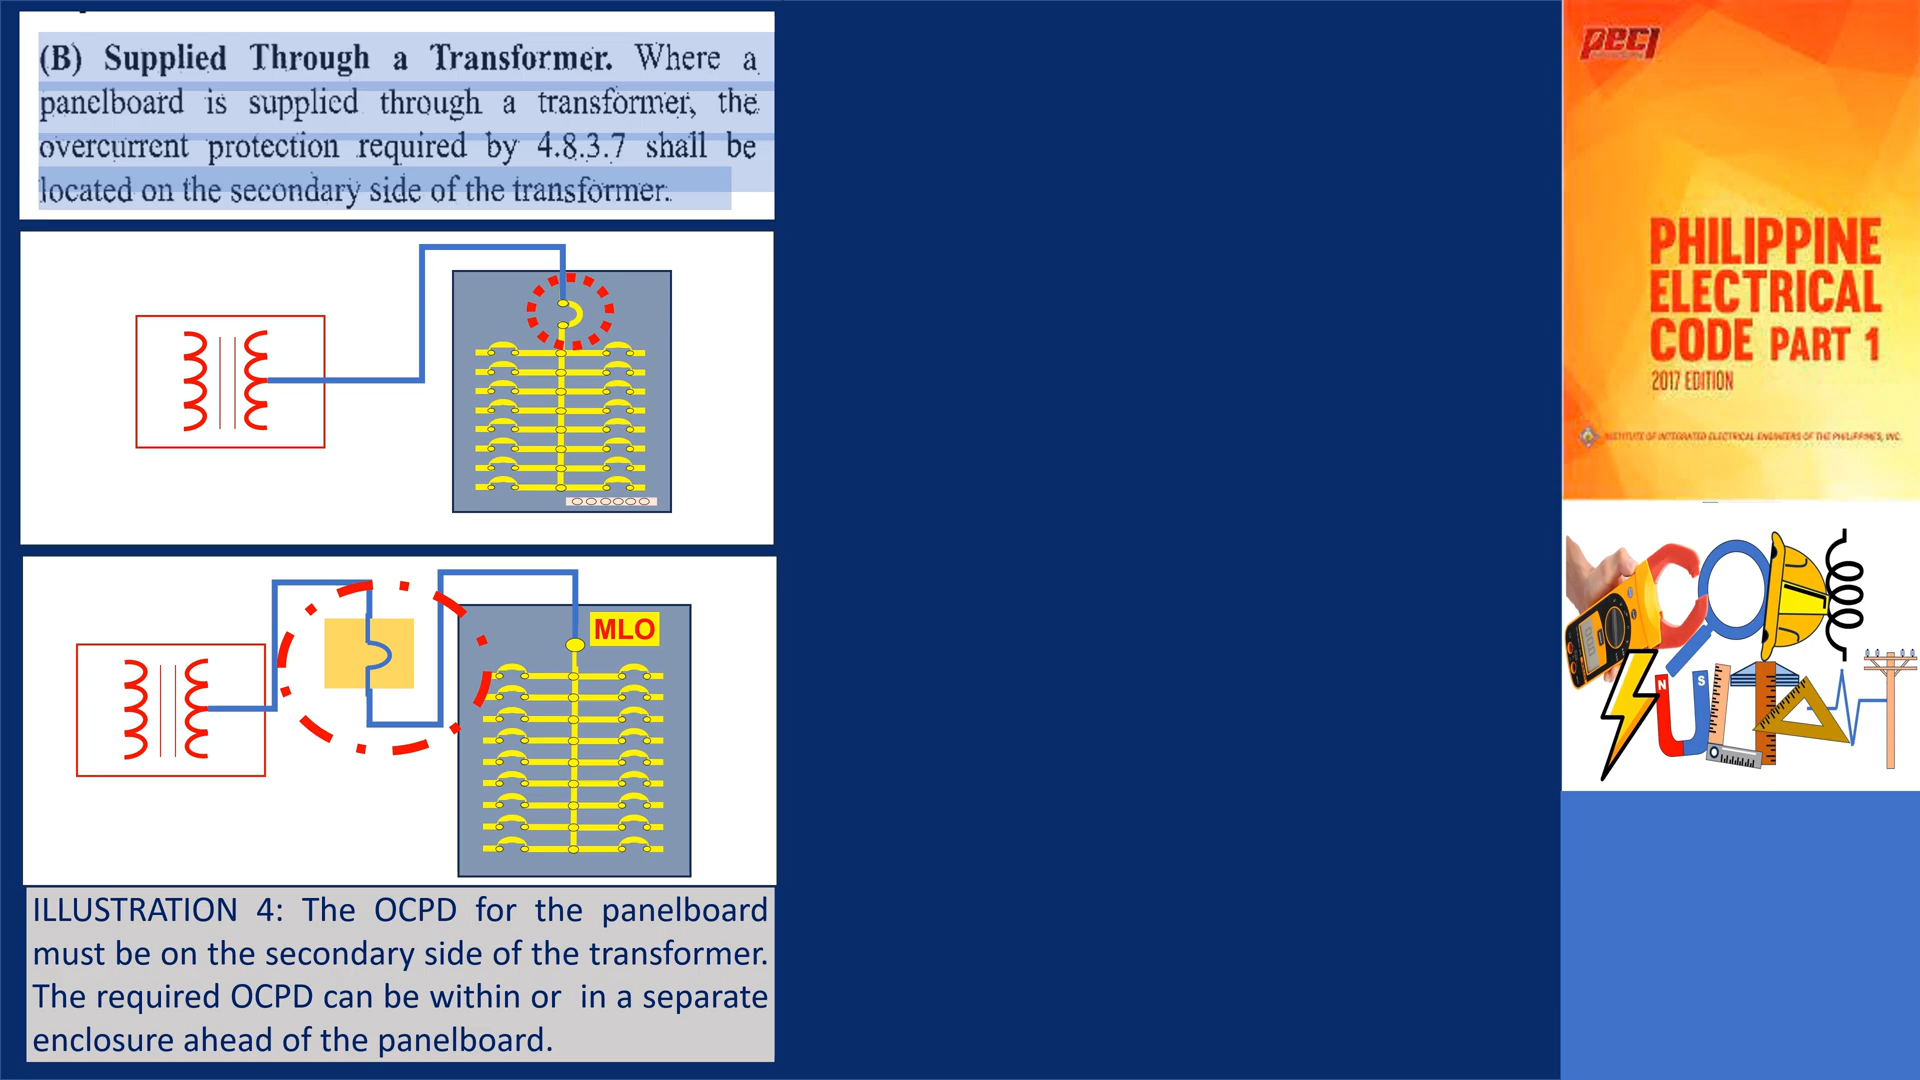 (B) Supplied Through a Transformer. Where a
panelboard is supplied through a transformer, the
overcurrent protection required by 4.8.3.7 shall be
located on the secondary side of the transformer.
MLO
ILLUSTRATION 4: The OCPD for the panelboard
must be on the secondary side of the transformer.
The required OCPD can be within or in a separate
enclosure ahead of the panelboard.
PHILIPPINE
ELECTRICAL
CODE PART 1
2017 EDITION
INSTITUTE OF INTEGRATED ELECTRICAL ENGINEERS OF THE PHILIPPINES, INC.
N S